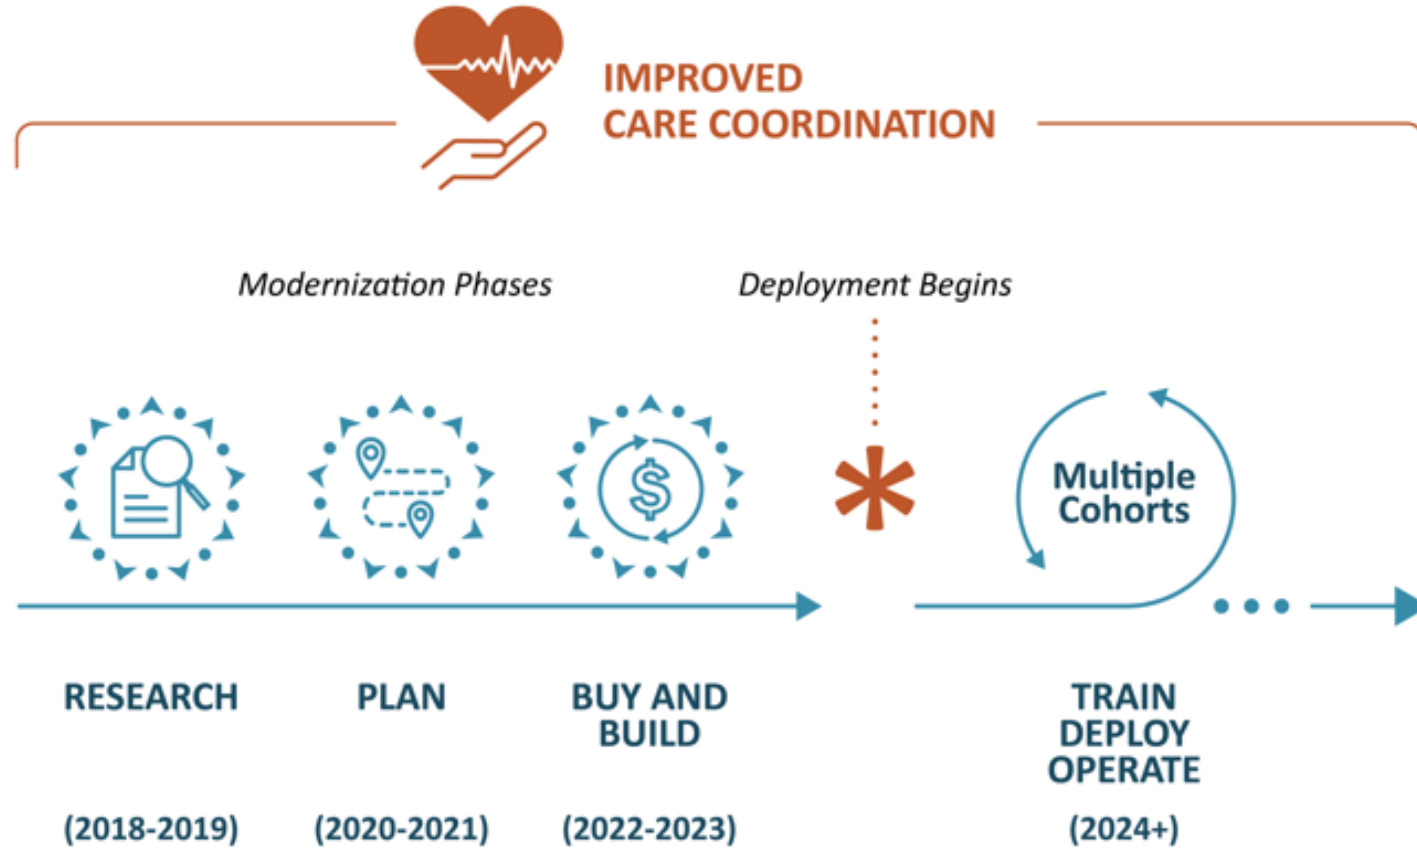 IMPROVED
CARE COORDINATION
Modernization Phases
Deployment Begins
$
Multiple
Cohorts
RESEARCH
PLAN
BUY AND
BUILD
TRAIN
DEPLOY
OPERATE
(2018-2019)
(2020-2021)
(2022-2023)
(2024+)